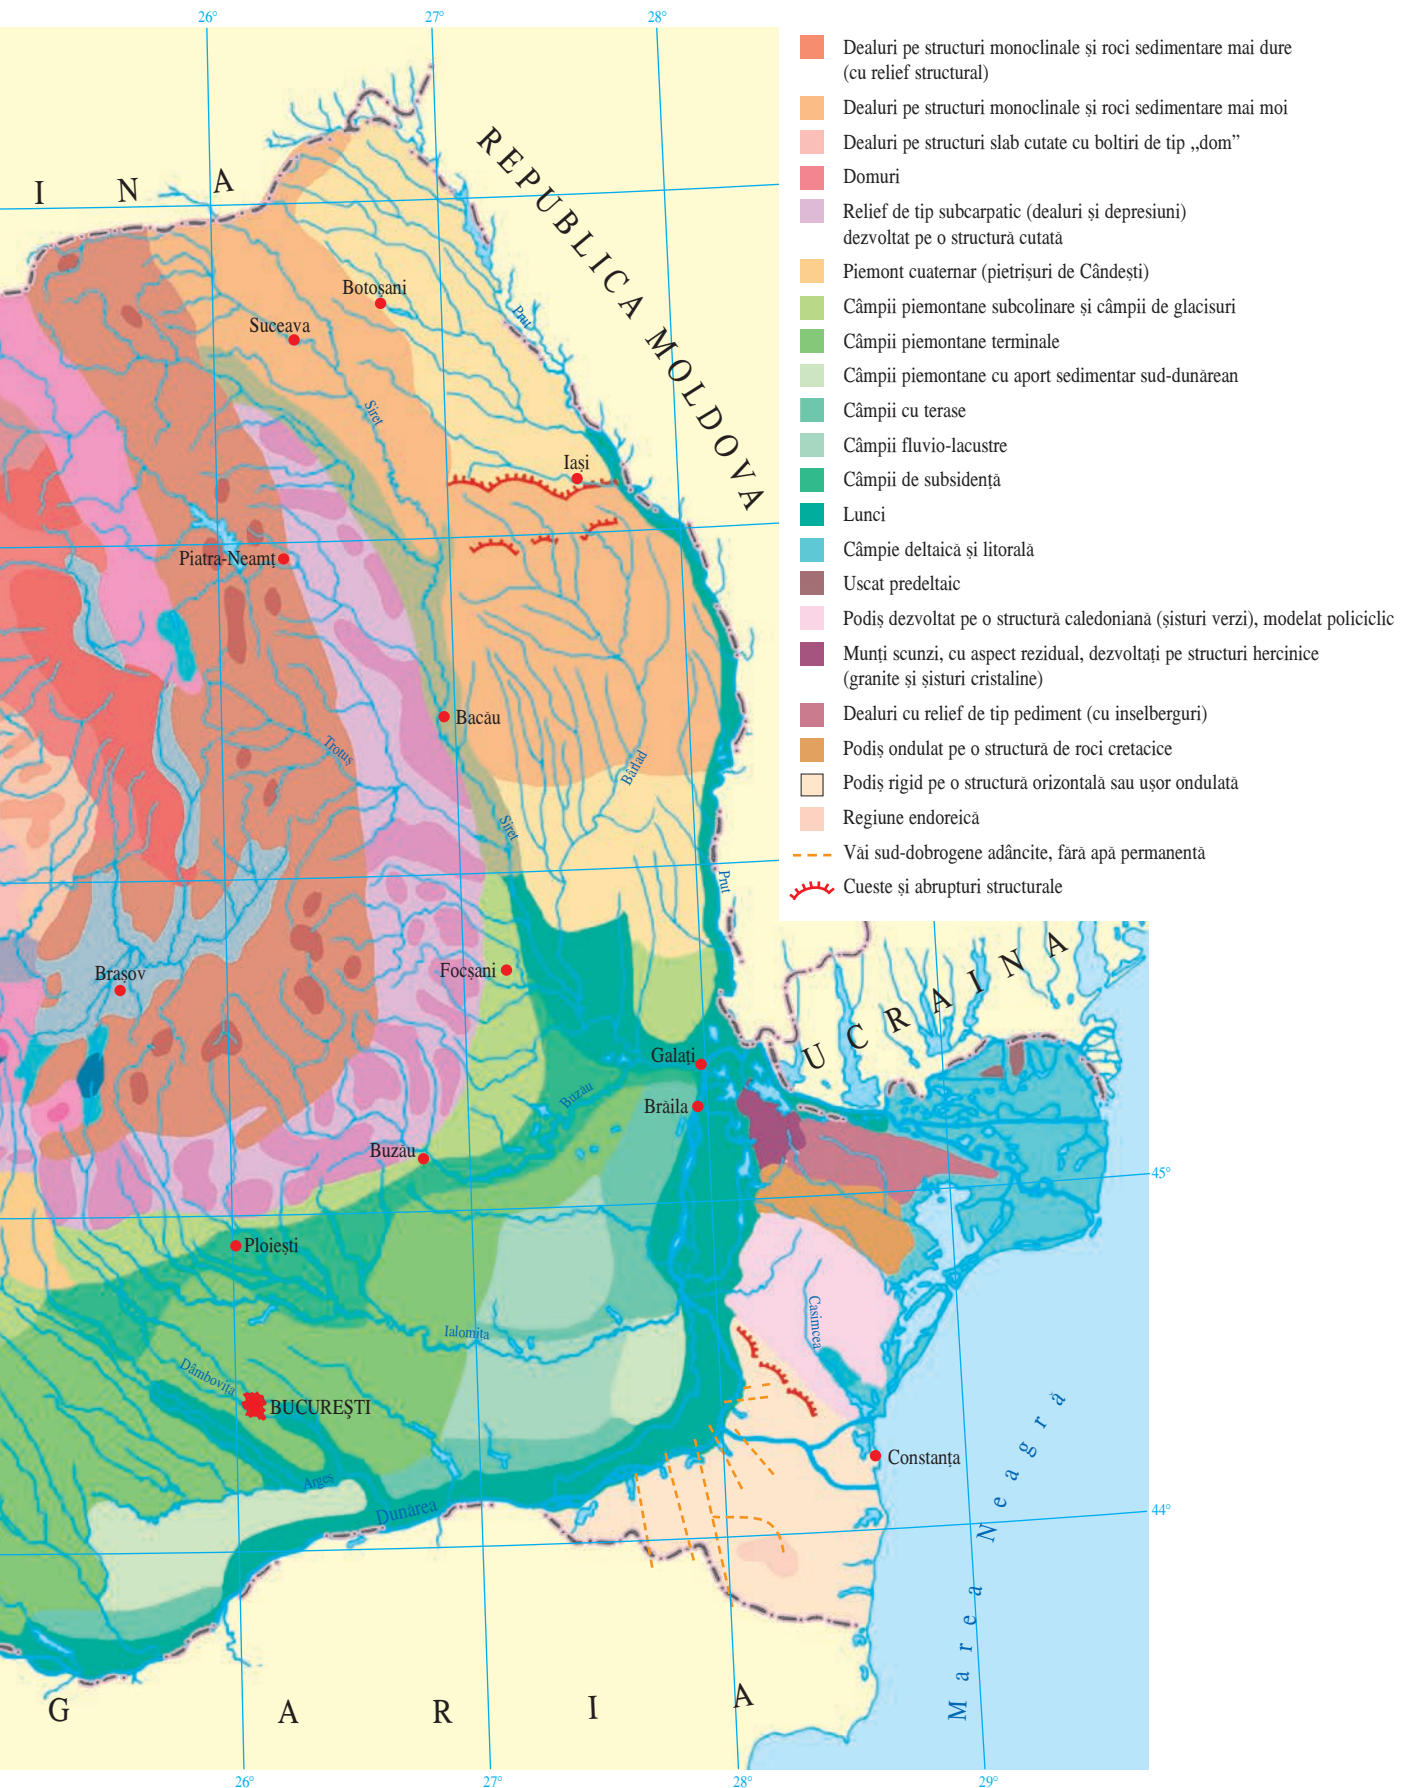 26°
27°
28°
I N A
REPUBLICA MOLDOVA
Botoșani
Suceava
Prut
Siret
Iași
Piatra-Neamț
Bacău
Trotuș
Bârlad
Siret
Prut
Brașov
Focșani
UCRAINA
Galați
Buzău
Brăila
Buzău
45°
Ploiești
Casimcea
Ialomița
Dâmbovița
BUCUREȘTI
Constanța
Argeș
Dunărea
44°
Marea Neagră
G A R I A
26°
27°
28°
29°
Dealuri pe structuri monoclinale și roci sedimentare mai dure
(cu relief structural)
Dealuri pe structuri monoclinale și roci sedimentare mai moi
Dealuri pe structuri slab cutate cu boltiri de tip „dom”
Domuri
Relief de tip subcarpatic (dealuri și depresiuni)
dezvoltat pe o structură cutată
Piemont cuaternar (pietrișuri de Cândești)
Câmpii piemontane subcolinare și câmpii de glacisuri
Câmpii piemontane terminale
Câmpii piemontane cu aport sedimentar sud-dunărean
Câmpii cu terase
Câmpii fluvio-lacustre
Câmpii de subsidență
Lunci
Câmpie deltaică și litorală
Uscat predeltaic
Podiș dezvoltat pe o structură caledoniană (șisturi verzi), modelat policiclic
Munți scunzi, cu aspect rezidual, dezvoltați pe structuri hercinice
(granite și șisturi cristaline)
Dealuri cu relief de tip pediment (cu inselberguri)
Podiș ondulat pe o structură de roci cretacice
Podiș rigid pe o structură orizontală sau ușor ondulată
Regiune endoreică
Văi sud-dobrogene adâncite, fără apă permanentă
Cueste și abrupturi structurale